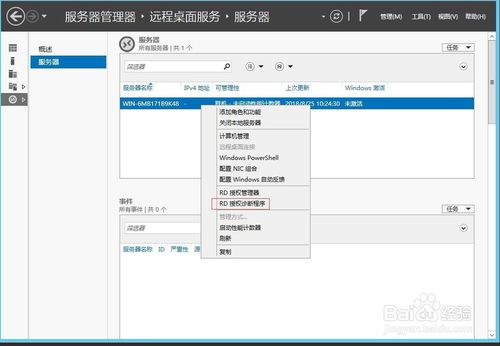 服务器管理器 ▸ 远程桌面服务 ▸ 服务器
管理(M) 工具(T) 视图(V) 帮助(H)
概述
服务器
服务器
所有服务器 | 共 1 个
任务
筛选器
服务器名称 IPv4 地址 可管理性 上次更新 Windows 激活
WIN-6MB171B9K48 - 联机 - 未启动性能计数器 2018/8/25 10:24:30 未激活
添加角色和功能
关闭本地服务器
计算机管理
远程桌面连接
Windows PowerShell
配置 NIC 组合
配置 Windows 自动反馈
RD 授权管理器
RD 授权诊断程序
管理方式...
启动性能计数器
刷新
复制
事件
所有事件 | 共 0 个
任务
筛选器
服务器名称 ID 严重性 源
Baidu 经验
jingyan.baidu.com